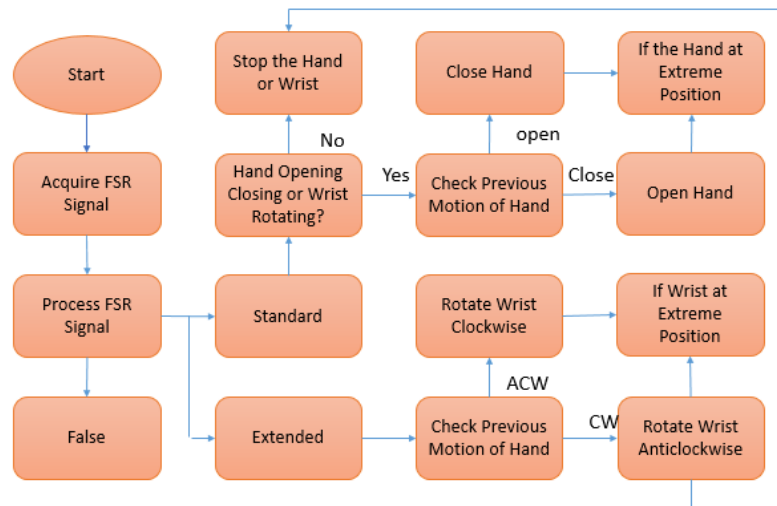 Start
Stop the Hand
or Wrist
Close Hand
If the Hand at
Extreme
Position
No
open
Acquire FSR
Signal
Hand Opening
Closing or Wrist
Rotating?
Yes
Check Previous
Motion of Hand
Close
Open Hand
Process FSR
Signal
Standard
Rotate Wrist
Clockwise
If Wrist at
Extreme
Position
ACW
False
Extended
Check Previous
Motion of Hand
CW
Rotate Wrist
Anticlockwise